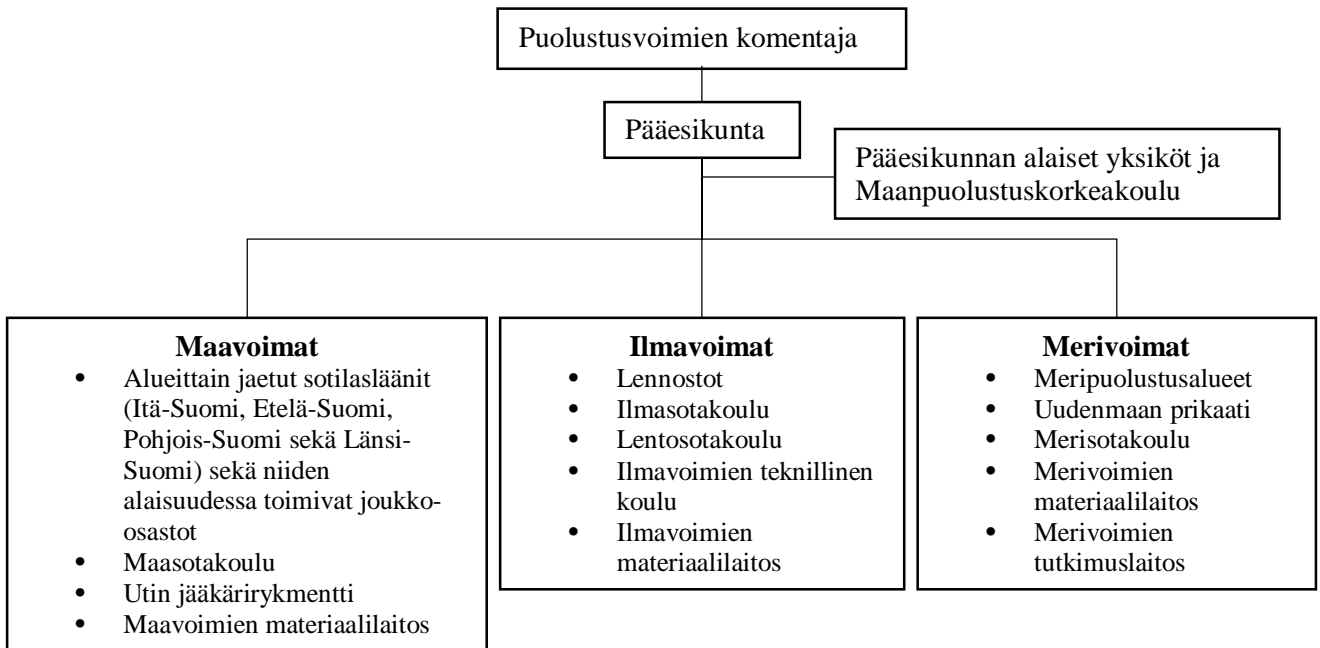 Puolustusvoimien komentaja
Pääesikunta
Pääesikunnan alaiset yksiköt ja
Maanpuolustuskorkeakoulu
Maavoimat
• Alueittain jaetut sotilasläänit
(Itä-Suomi, Etelä-Suomi,
Pohjois-Suomi sekä Länsi-
Suomi) sekä niiden
alaisuudessa toimivat joukko-
osastot
• Maasotakoulu
• Utin jääkärirykmentti
• Maavoimien materiaalilaitos
Ilmavoimat
• Lennostot
• Ilmasotakoulu
• Lentosotakoulu
• Ilmavoimien teknillinen
koulu
• Ilmavoimien
materiaalilaitos
Merivoimat
• Meripuolustusalueet
• Uudenmaan prikaati
• Merisotakoulu
• Merivoimien
materiaalilaitos
• Merivoimien
tutkimuslaitos